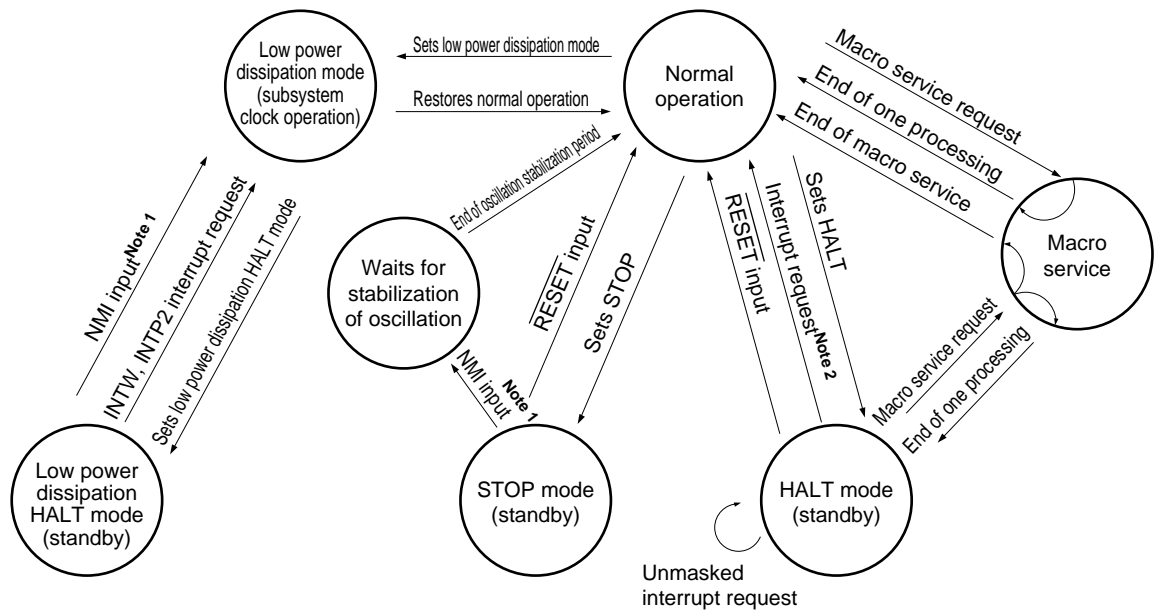 Low power
dissipation mode
(subsystem
clock operation)
Sets low power dissipation mode
Restores normal operation
Normal
operation
Macro service request
End of one processing
End of macro service
Macro
service
End of oscillation stabilization period
Waits for
stabilization
of oscillation
NMI input Note 1
INTW, INTP2 interrupt request
Sets low power dissipation HALT mode
RESET input
Sets STOP
NMI input Note 1
RESET input
Interrupt request Note 2
Sets HALT
Macro service request
End of one processing
Low power
dissipation
HALT mode
(standby)
STOP mode
(standby)
HALT mode
(standby)
Unmasked
interrupt request